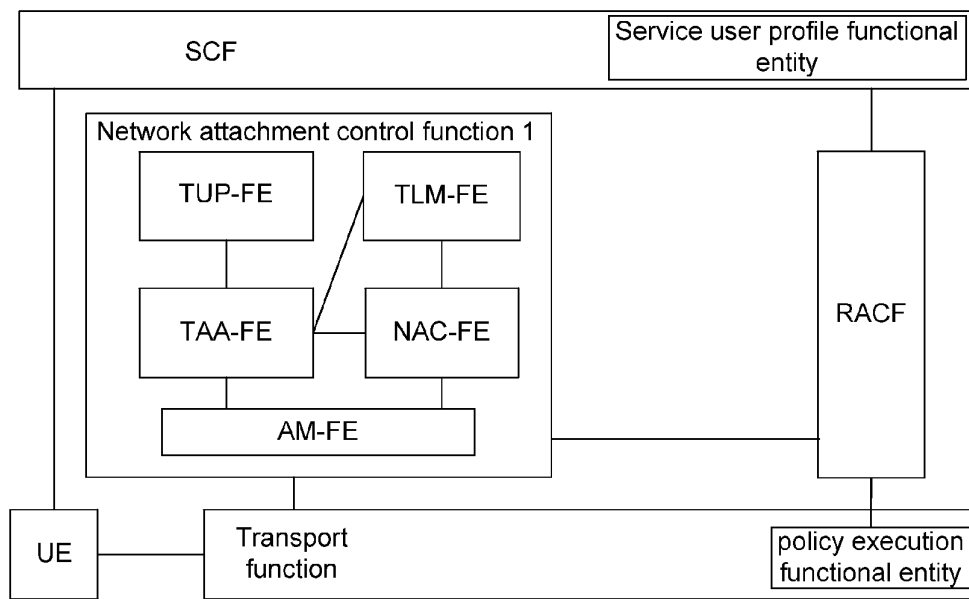 SCF
Service user profile functional
entity
Network attachment control function 1
TUP-FE
TLM-FE
TAA-FE
NAC-FE
RACF
AM-FE
UE
Transport
function
policy execution
functional entity